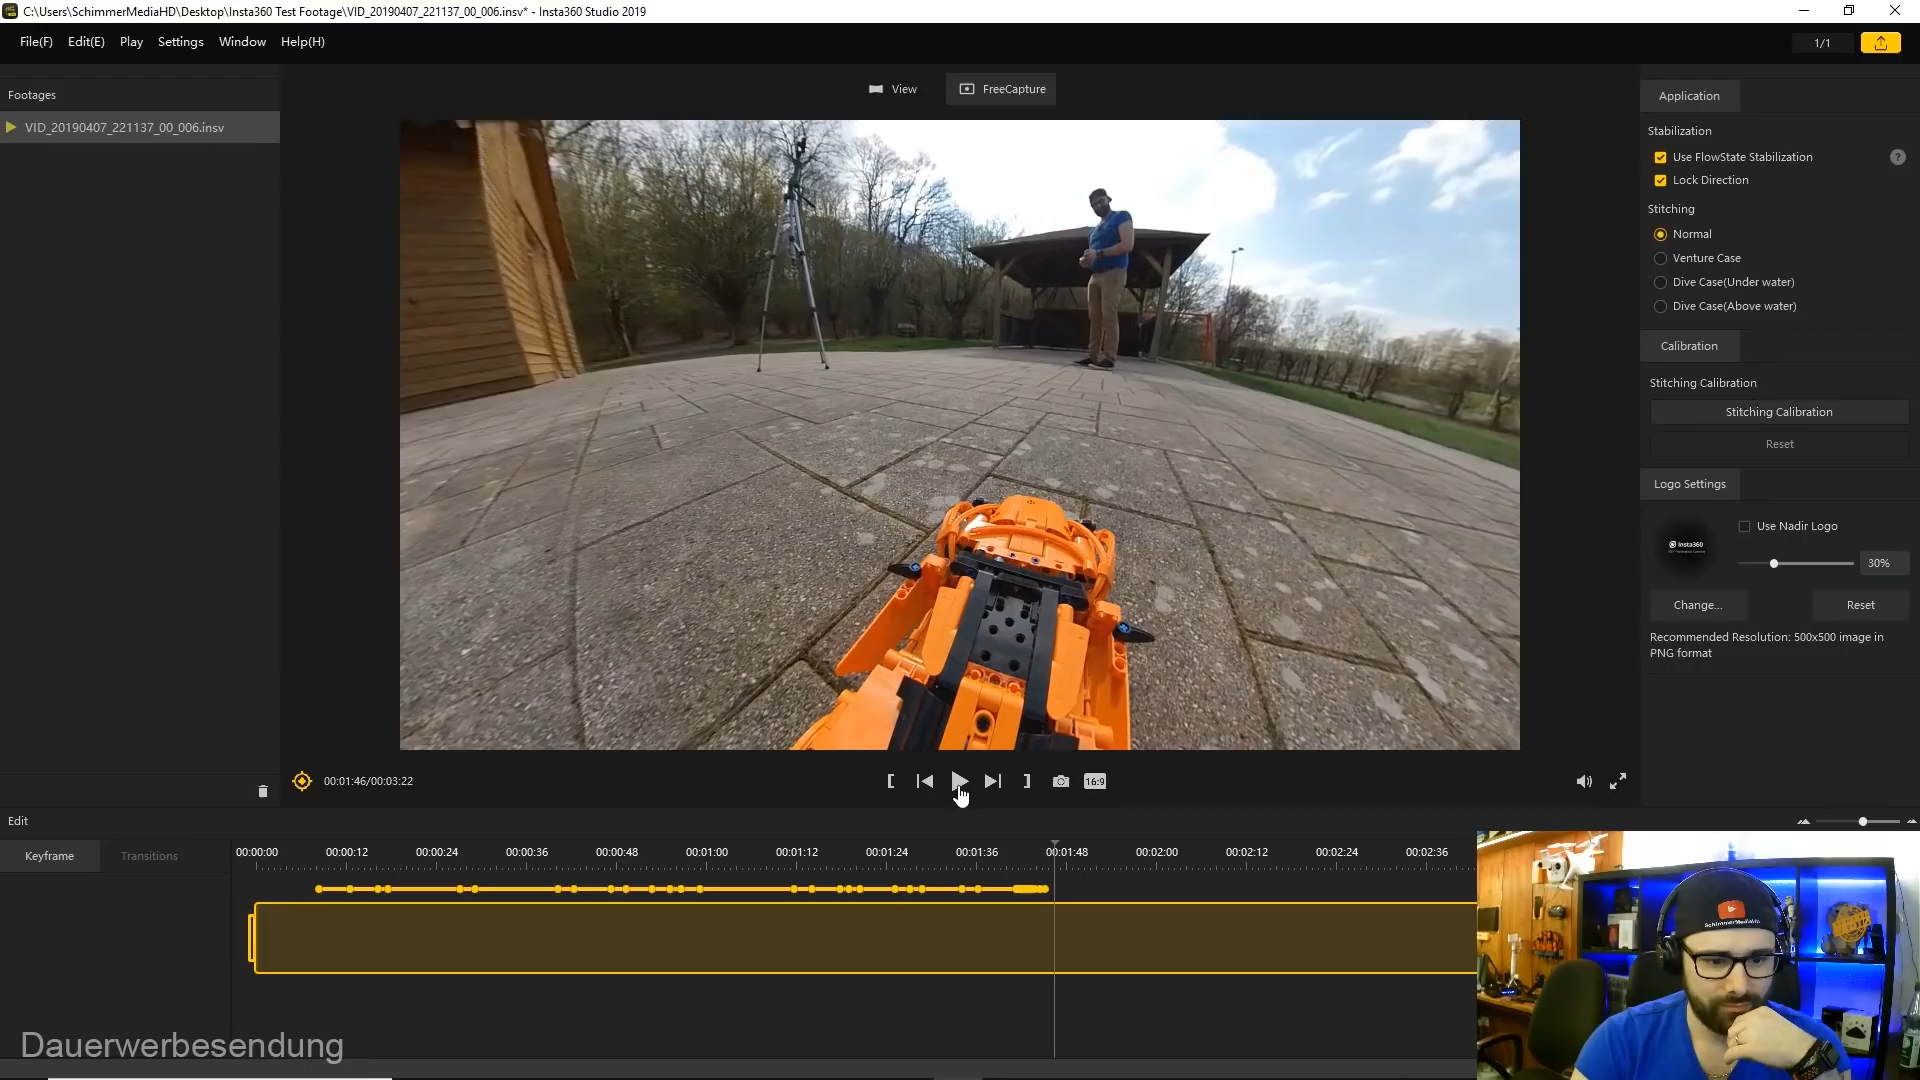 C:\Users\SchimmerMediaHD\Desktop\Insta360 Test Footage\VID_20190407_221137_00_006.insv* - Insta360 Studio 2019
File(F) Edit(E) Play Settings Window Help(H)
1/1
Footages
VID_20190407_221137_00_006.insv
View FreeCapture
Application
Stabilization
Use FlowState Stabilization ?
Lock Direction
Stitching
Normal
Venture Case
Dive Case(Under water)
Dive Case(Above water)
Calibration
Stitching Calibration
Stitching Calibration
Reset
Logo Settings
Insta360
Use Nadir Logo
30%
Change... Reset
Recommended Resolution: 500x500 image in
PNG format
00:01:46/00:03:22
16:9
Edit
Keyframe Transitions
00:00:00 00:00:12 00:00:24 00:00:36 00:00:48 00:01:00 00:01:12 00:01:24 00:01:36 00:01:48 00:02:00 00:02:12 00:02:24 00:02:36
SchimmerMediaHD
Dauerwerbesendung